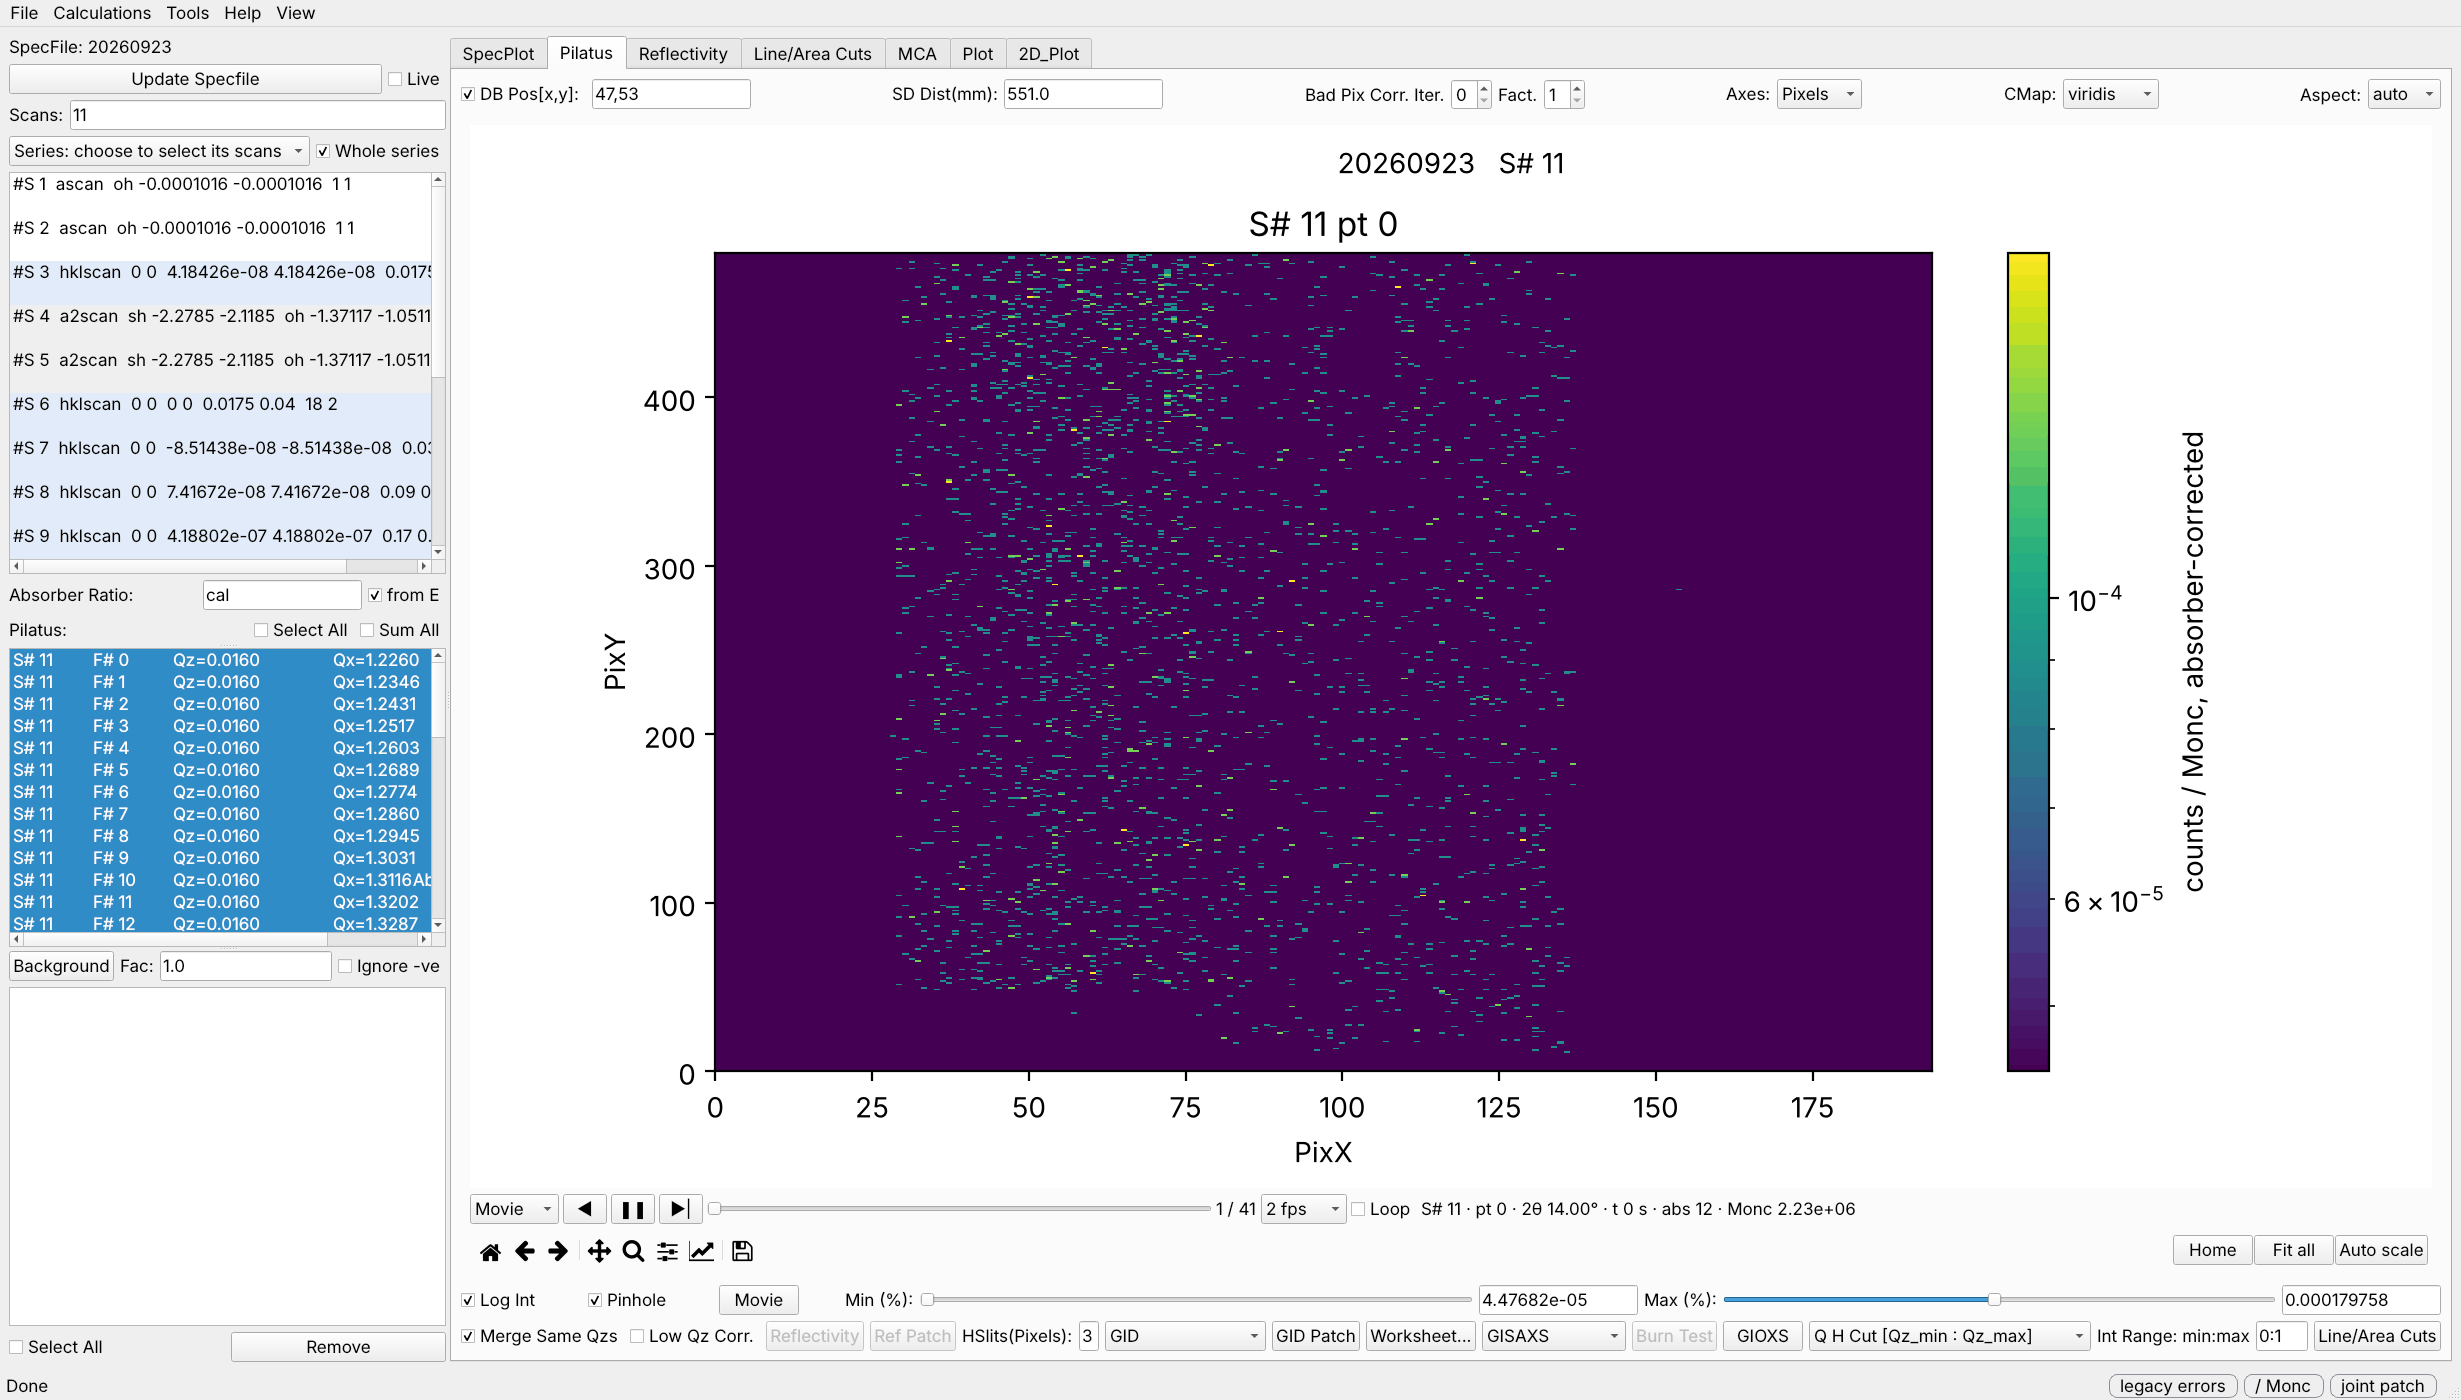 File Calculations Tools Help View
SpecFile: 20260923
Update Specfile Live
Scans: 11
Series: choose to select its scans Whole series
#S 1 ascan oh -0.0001016 -0.0001016 1 1
#S 2 ascan oh -0.0001016 -0.0001016 1 1
#S 3 hklscan 0 0 4.18426e-08 4.18426e-08 0.0175
#S 4 a2scan sh -2.2785 -2.1185 oh -1.37117 -1.0511
#S 5 a2scan sh -2.2785 -2.1185 oh -1.37117 -1.0511
#S 6 hklscan 0 0 0 0 0.0175 0.04 18 2
#S 7 hklscan 0 0 -8.51438e-08 -8.51438e-08 0.03
#S 8 hklscan 0 0 7.41672e-08 7.41672e-08 0.09 0
#S 9 hklscan 0 0 4.18802e-07 4.18802e-07 0.17 0.
Absorber Ratio: cal from E
Pilatus: Select All Sum All
S# 11 F# 0 Qz=0.0160 Qx=1.2260
S# 11 F# 1 Qz=0.0160 Qx=1.2346
S# 11 F# 2 Qz=0.0160 Qx=1.2431
S# 11 F# 3 Qz=0.0160 Qx=1.2517
S# 11 F# 4 Qz=0.0160 Qx=1.2603
S# 11 F# 5 Qz=0.0160 Qx=1.2689
S# 11 F# 6 Qz=0.0160 Qx=1.2774
S# 11 F# 7 Qz=0.0160 Qx=1.2860
S# 11 F# 8 Qz=0.0160 Qx=1.2945
S# 11 F# 9 Qz=0.0160 Qx=1.3031
S# 11 F# 10 Qz=0.0160 Qx=1.3116Ab
S# 11 F# 11 Qz=0.0160 Qx=1.3202
S# 11 F# 12 Qz=0.0160 Qx=1.3287
Background Fac: 1.0 Ignore -ve
Select All Remove
Done
SpecPlot Pilatus Reflectivity Line/Area Cuts MCA Plot 2D_Plot
DB Pos[x,y]: 47,53 SD Dist(mm): 551.0 Bad Pix Corr. Iter. 0 Fact. 1 Axes: Pixels CMap: viridis Aspect: auto
20260923 S# 11
S# 11 pt 0
400
300
200
100
0
PixY
0 25 50 75 100 125 150 175
PixX
10⁻⁴
6 × 10⁻⁵
counts / Monc, absorber-corrected
Movie 1 / 41 2 fps Loop S# 11 · pt 0 · 2θ 14.00° · t 0 s · abs 12 · Monc 2.23e+06
Home Fit all Auto scale
Log Int Pinhole Movie Min (%): 4.47682e-05 Max (%): 0.000179758
Merge Same Qzs Low Qz Corr. Reflectivity Ref Patch HSlits(Pixels): 3 GID GID Patch Worksheet... GISAXS Burn Test GIOXS Q H Cut [Qz_min : Qz_max] Int Range: min:max 0:1 Line/Area Cuts
legacy errors / Monc joint patch